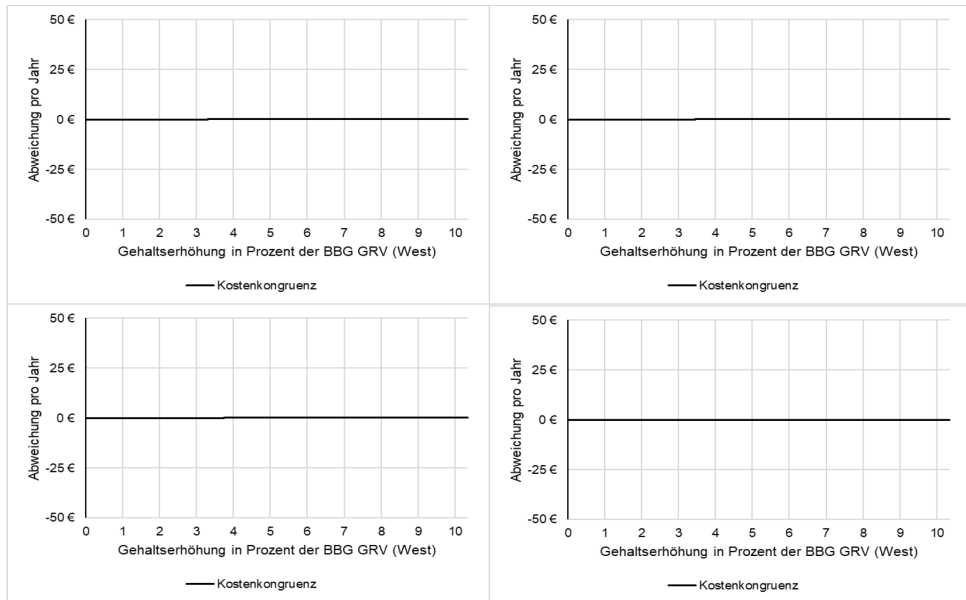 50 €
25 €
0 €
-25 €
-50 €
Abweichung pro Jahr
0 1 2 3 4 5 6 7 8 9 10
Gehaltserhöhung in Prozent der BBG GRV (West)
Kostenkongruenz
50 €
25 €
0 €
-25 €
-50 €
Abweichung pro Jahr
0 1 2 3 4 5 6 7 8 9 10
Gehaltserhöhung in Prozent der BBG GRV (West)
Kostenkongruenz
50 €
25 €
0 €
-25 €
-50 €
Abweichung pro Jahr
0 1 2 3 4 5 6 7 8 9 10
Gehaltserhöhung in Prozent der BBG GRV (West)
Kostenkongruenz
50 €
25 €
0 €
-25 €
-50 €
Abweichung pro Jahr
0 1 2 3 4 5 6 7 8 9 10
Gehaltserhöhung in Prozent der BBG GRV (West)
Kostenkongruenz